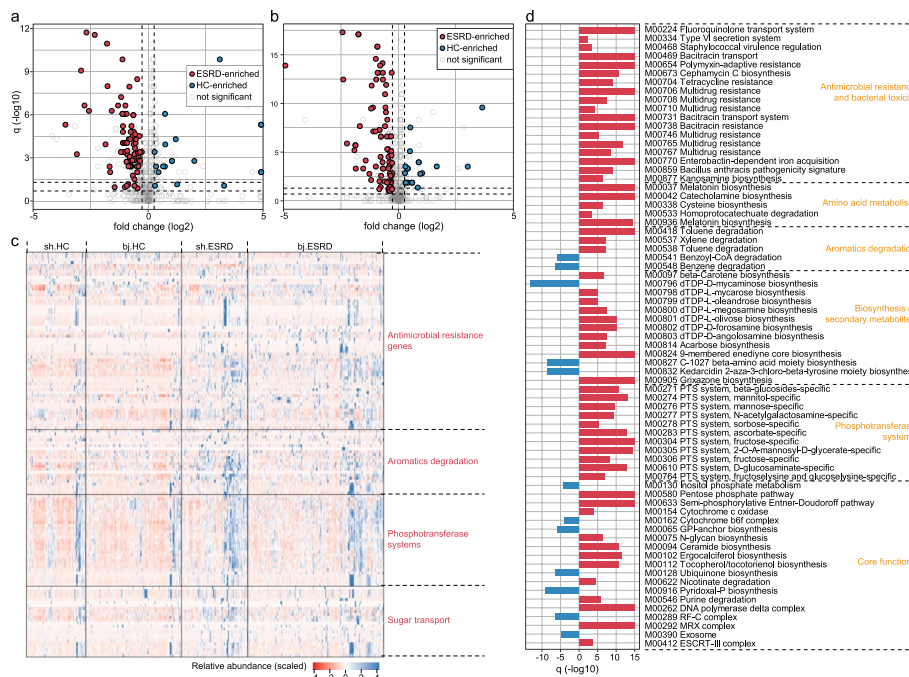 a
b
d
12
9
6
3
0
q (-log10)
-5
0
5
fold change (log2)
ESRD-enriched
HC-enriched
not significant
15
10
5
0
-5
0
5
fold change (log2)
ESRD-enriched
HC-enriched
not significant
c
sh.HC
bj.HC
sh.ESRD
bj.ESRD
Antimicrobial resistance
genes
Aromatics degradation
Phosphotransferase
systems
Sugar transport
Relative abundance (scaled)
-4 -2 0 2 4
M00224 Fluoroquinolone transport system
M00334 Type VI secretion system
M00468 Staphylococcal virulence regulation
M00469 Bacitracin transport
M00654 Polymyxin-adaptive resistance
M00673 Cephamycin C biosynthesis
M00704 Tetracycline resistance
M00706 Multidrug resistance
M00708 Multidrug resistance
M00710 Multidrug resistance
M00731 Bacitracin transport system
M00738 Bacitracin resistance
M00746 Multidrug resistance
M00765 Multidrug resistance
M00767 Multidrug resistance
M00770 Enterobactin-dependent iron acquisition
M00859 Bacillus anthracis pathogenicity signature
M00877 Kanosamine biosynthesis
Antimicrobial resistanc
and bacterial toxici
M00037 Melatonin biosynthesis
M00042 Catecholamine biosynthesis
M00338 Cysteine biosynthesis
M00533 Homoprotocatechuate degradation
M00936 Melatonin biosynthesis
Amino acid metabolis
M00418 Toluene degradation
M00537 Xylene degradation
M00538 Toluene degradation
M00541 Benzoyl-CoA degradation
M00548 Benzene degradation
Aromatics degradation
M00097 beta-Carotene biosynthesis
M00796 dTDP-D-mycaminose biosynthesis
M00798 dTDP-L-mycarose biosynthesis
M00799 dTDP-L-oleandrose biosynthesis
M00800 dTDP-L-megosamine biosynthesis
M00801 dTDP-L-olivose biosynthesis
M00802 dTDP-D-forosamine biosynthesis
M00803 dTDP-D-angolosamine biosynthesis
M00814 Acarbose biosynthesis
M00824 9-membered enediyne core biosynthesis
M00827 C-1027 beta-amino acid moiety biosynthesis
M00832 Kedarcidin 2-aza-3-chloro-beta-tyrosine moiety biosynthes
M00905 Grixazone biosynthesis
Biosynthesis o
secondary metabolite
M00271 PTS system, beta-glucosides-specific
M00274 PTS system, mannitol-specific
M00276 PTS system, mannose-specific
M00277 PTS system, N-acetylgalactosamine-specific
M00278 PTS system, sorbose-specific
M00283 PTS system, ascorbate-specific
M00304 PTS system, fructose-specific
M00305 PTS system, 2-O-A-mannosyl-D-glycerate-specific
M00306 PTS system, fructose-specific
M00610 PTS system, D-glucosaminate-specific
M00764 PTS system, fructoselysine and glucoselysine-specific
Phosphotransferas
system
M00130 Inositol phosphate metabolism
M00580 Pentose phosphate pathway
M00633 Semi-phosphorylative Entner-Doudoroff pathway
M00154 Cytochrome c oxidase
M00162 Cytochrome b6f complex
M00065 GPI-anchor biosynthesis
M00075 N-glycan biosynthesis
M00094 Ceramide biosynthesis
M00102 Ergocalciferol biosynthesis
M00112 Tocopherol/tocotrienol biosynthesis
M00128 Ubiquinone biosynthesis
M00622 Nicotinate degradation
M00916 Pyridoxal-P biosynthesis
M00546 Purine degradation
M00262 DNA polymerase delta complex
M00289 RF-C complex
M00292 MRX complex
M00390 Exosome
M00412 ESCRT-III complex
Core function
-10 -5 0 5 10 15
q (-log10)